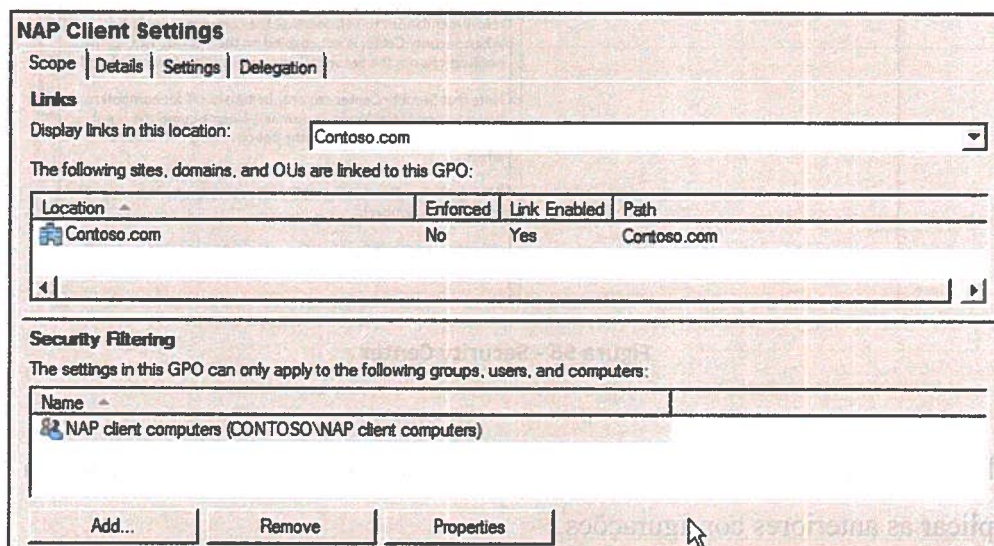 NAP Client Settings
Scope Details Settings Delegation
Links
Display links in this location: Contoso.com
The following sites, domains, and OUs are linked to this GPO:
Location Enforced Link Enabled Path
Contoso.com No Yes Contoso.com
Security Filtering
The settings in this GPO can only apply to the following groups, users, and computers:
Name
NAP client computers (CONTOSO\NAP client computers)
Add... Remove Properties